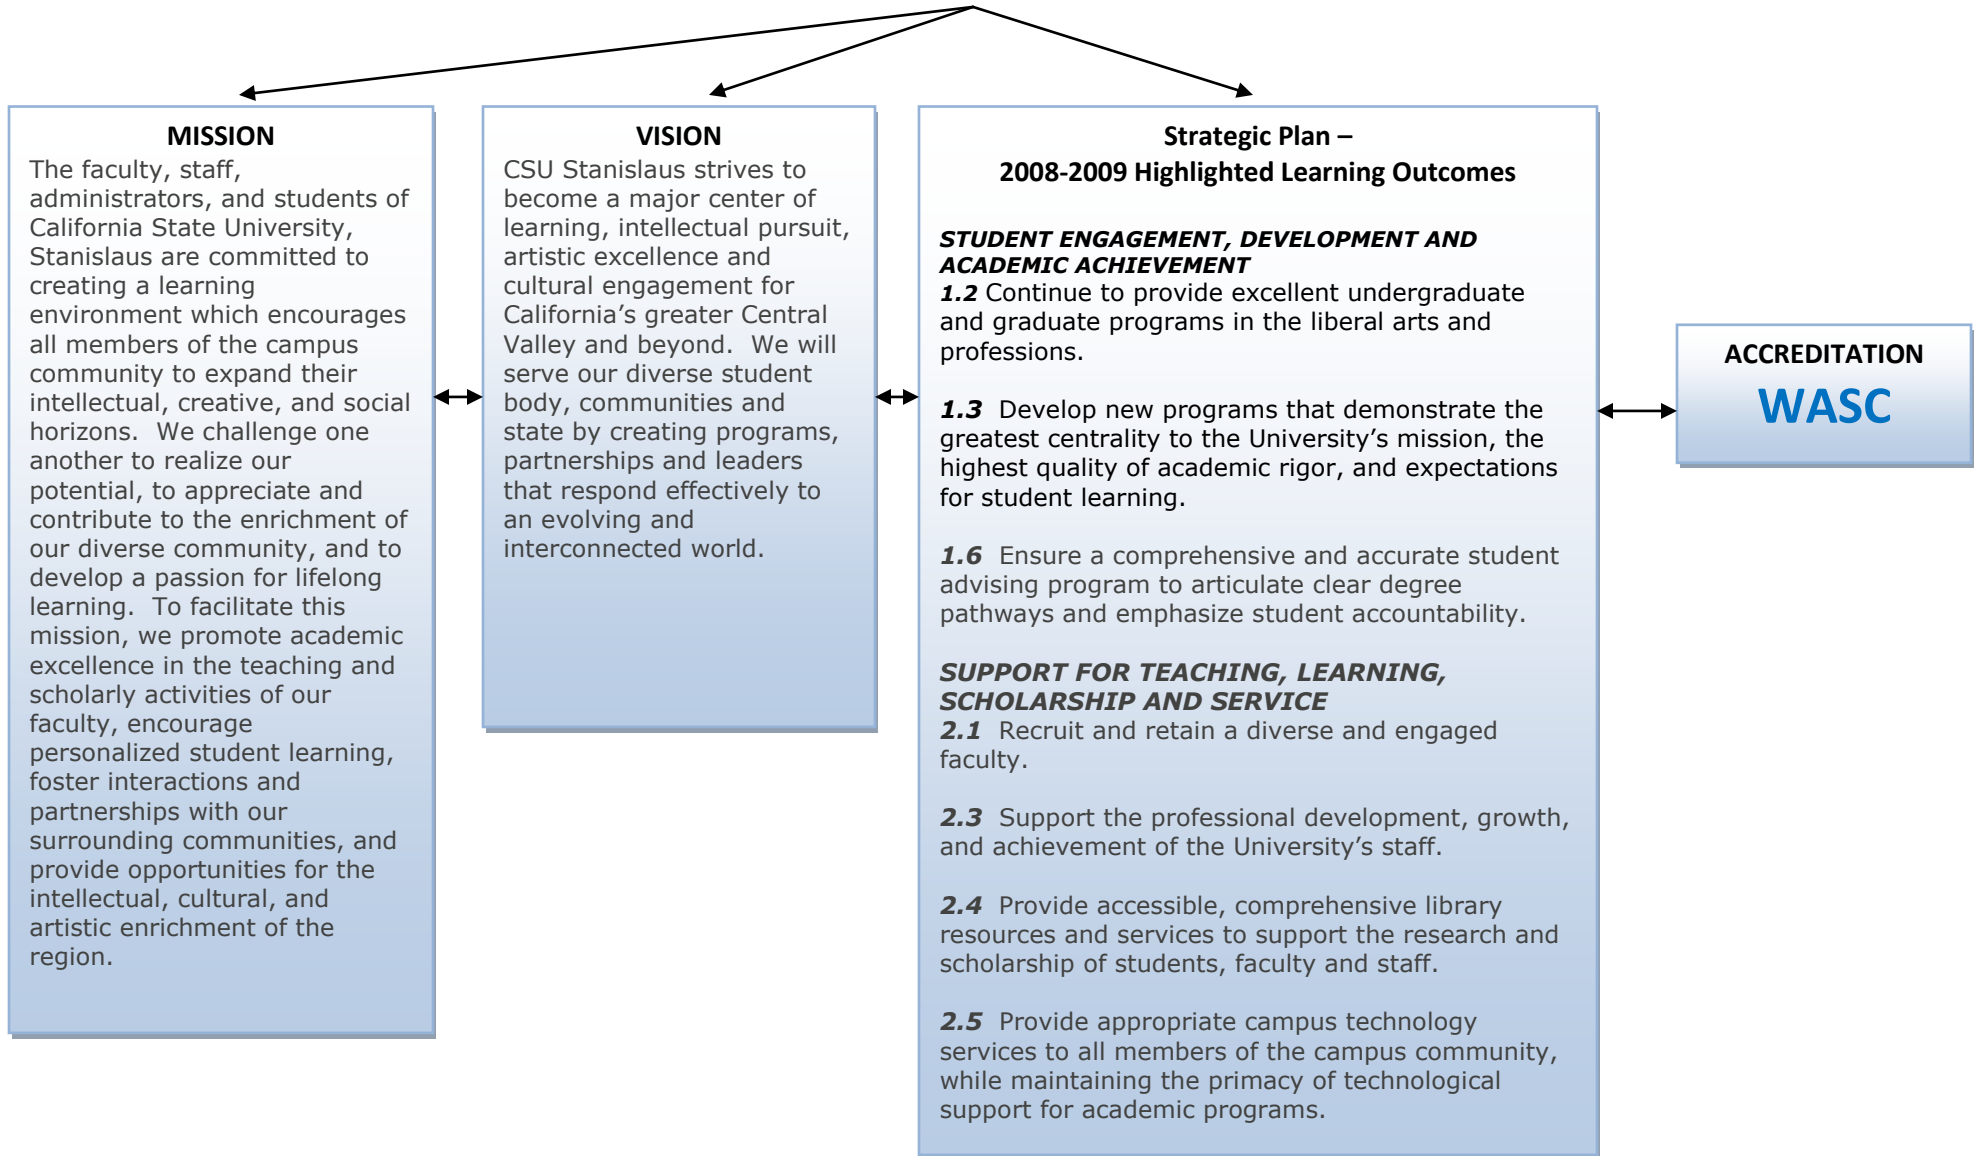 MISSION
The faculty, staff,
administrators, and students of
California State University,
Stanislaus are committed to
creating a learning
environment which encourages
all members of the campus
community to expand their
intellectual, creative, and social
horizons.  We challenge one
another to realize our
potential, to appreciate and
contribute to the enrichment of
our diverse community, and to
develop a passion for lifelong
learning.  To facilitate this
mission, we promote academic
excellence in the teaching and
scholarly activities of our
faculty, encourage
personalized student learning,
foster interactions and
partnerships with our
surrounding communities, and
provide opportunities for the
intellectual, cultural, and
artistic enrichment of the
region.
VISION
CSU Stanislaus strives to
become a major center of
learning, intellectual pursuit,
artistic excellence and
cultural engagement for
California’s greater Central
Valley and beyond.  We will
serve our diverse student
body, communities and
state by creating programs,
partnerships and leaders
that respond effectively to
an evolving and
interconnected world.
Strategic Plan –
2008-2009 Highlighted Learning Outcomes
STUDENT ENGAGEMENT, DEVELOPMENT AND
ACADEMIC ACHIEVEMENT
1.2 Continue to provide excellent undergraduate
and graduate programs in the liberal arts and
professions.
1.3  Develop new programs that demonstrate the
greatest centrality to the University’s mission, the
highest quality of academic rigor, and expectations
for student learning.
1.6  Ensure a comprehensive and accurate student
advising program to articulate clear degree
pathways and emphasize student accountability.
SUPPORT FOR TEACHING, LEARNING,
SCHOLARSHIP AND SERVICE
2.1  Recruit and retain a diverse and engaged
faculty.
2.3  Support the professional development, growth,
and achievement of the University’s staff.
2.4  Provide accessible, comprehensive library
resources and services to support the research and
scholarship of students, faculty and staff.
2.5  Provide appropriate campus technology
services to all members of the campus community,
while maintaining the primacy of technological
support for academic programs.
ACCREDITATION
WASC